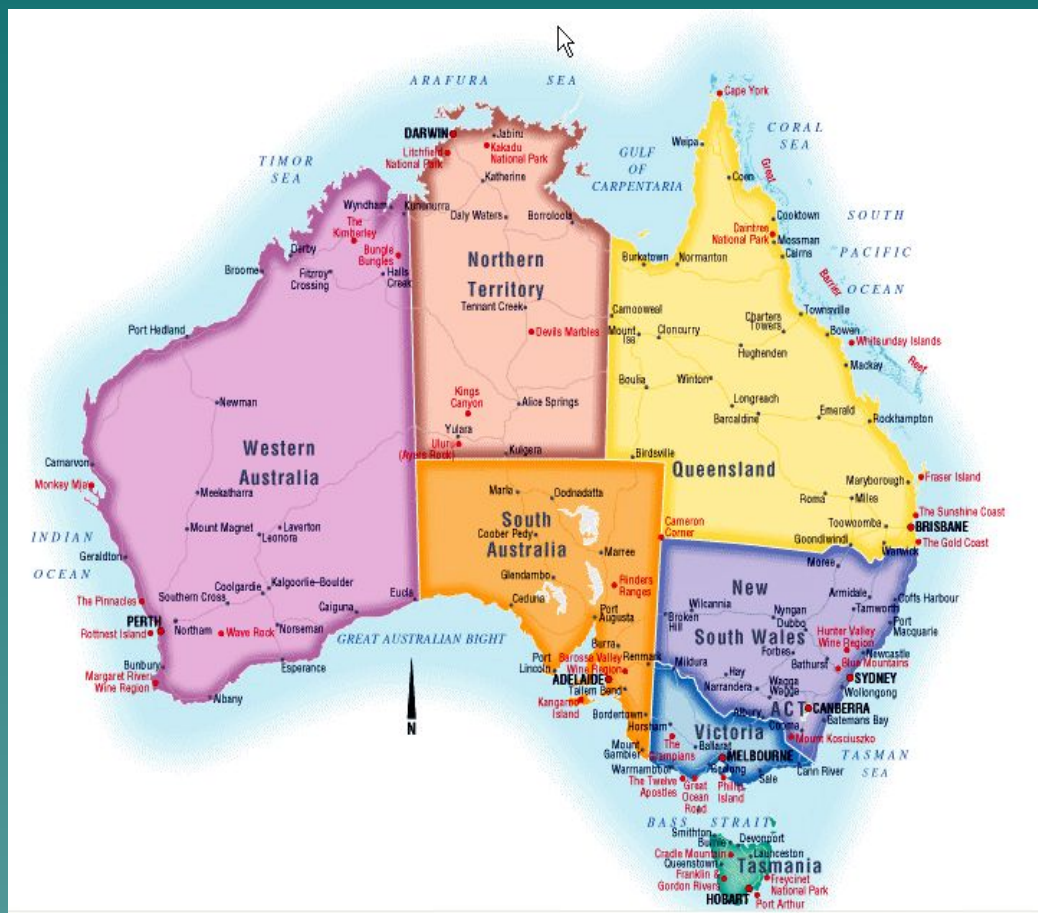 ARAFURA SEA
Cape York
DARWIN
Jabiru
CORAL
SEA
Litchfield
National Park
Kakadu
National Park
Weipa
GULF
OF
CARPENTARIA
TIMOR
SEA
Great
Katherine
Coen
Wyndham
Kununurra
Daly Waters
Borroloola
Cooktown
SOUTH
The
Kimberley
Daintree
National Park
Mossman
Derby
Bungle
Bungles
Cairns
PACIFIC
Northern
Territory
Burketown
Normanton
Broome
Fitzroy
Crossing
Halls
Creek
Barrier
OCEAN
Tennant Creek
Camooweal
Townsville
Charters
Towers
Port Hedland
Devils Marbles
Mount
Isa
Cloncurry
Bowen
Whitsunday Islands
Hughenden
Reef
Mackay
Boulia
Winton
Kings
Canyon
Newman
Alice Springs
Longreach
Barcaldine
Emerald
Rockhampton
Yulara
Uluru
(Ayers Rock)
Kulgera
Western
Australia
Birdsville
Queensland
Carnarvon
Monkey Mia
Fraser Island
Maryborough
Meekatharra
Marla
Oodnadatta
Roma
Miles
The Sunshine Coast
South
Australia
Cameron
Corner
Mount Magnet
Laverton
Leonora
Coober Pedy
Toowoomba
BRISBANE
INDIAN
OCEAN
Goondiwindi
The Gold Coast
Warwick
Geraldton
Marree
Moree
Glendambo
Flinders
Ranges
New
South Wales
Coolgardie
Kalgoorlie-Boulder
Eucla
Armidale
Coffs Harbour
The Pinnacles
Southern Cross
Caiguna
Ceduna
Port
Augusta
Wilcannia
Broken
Hill
Nyngan
Dubbo
Tamworth
Port
Macquarie
PERTH
Rottnest Island
Northam
Wave Rock
Norseman
GREAT AUSTRALIAN BIGHT
Burra
Hunter Valley
Wine Region
Forbes
Newcastle
Bunbury
Margaret River
Wine Region
Esperance
Port
Lincoln
Barossa Valley
Wine Region
Renmark
Mildura
Hay
Bathurst
Blue Mountains
SYDNEY
Albany
ADELAIDE
Tailem Bend
Narrandera
Wagga
Wagga
Wollongong
Kangaroo
Island
ACT
CANBERRA
Bordertown
Albury
Batemans Bay
N
Horsham
Victoria
Cooma
Mount Kosciuszko
Mount
Gambier
The
Grampians
Ballarat
MELBOURNE
TASMAN
SEA
Warrnambool
Geelong
Sale
Cann River
The Twelve
Apostles
Great
Ocean
Road
Phillip
Island
BASS STRAIT
Smithton
Burnie
Devonport
Cradle Mountain
Launceston
Queenstown
Tasmania
Franklin &
Gordon Rivers
Freycinet
National Park
HOBART
Port Arthur